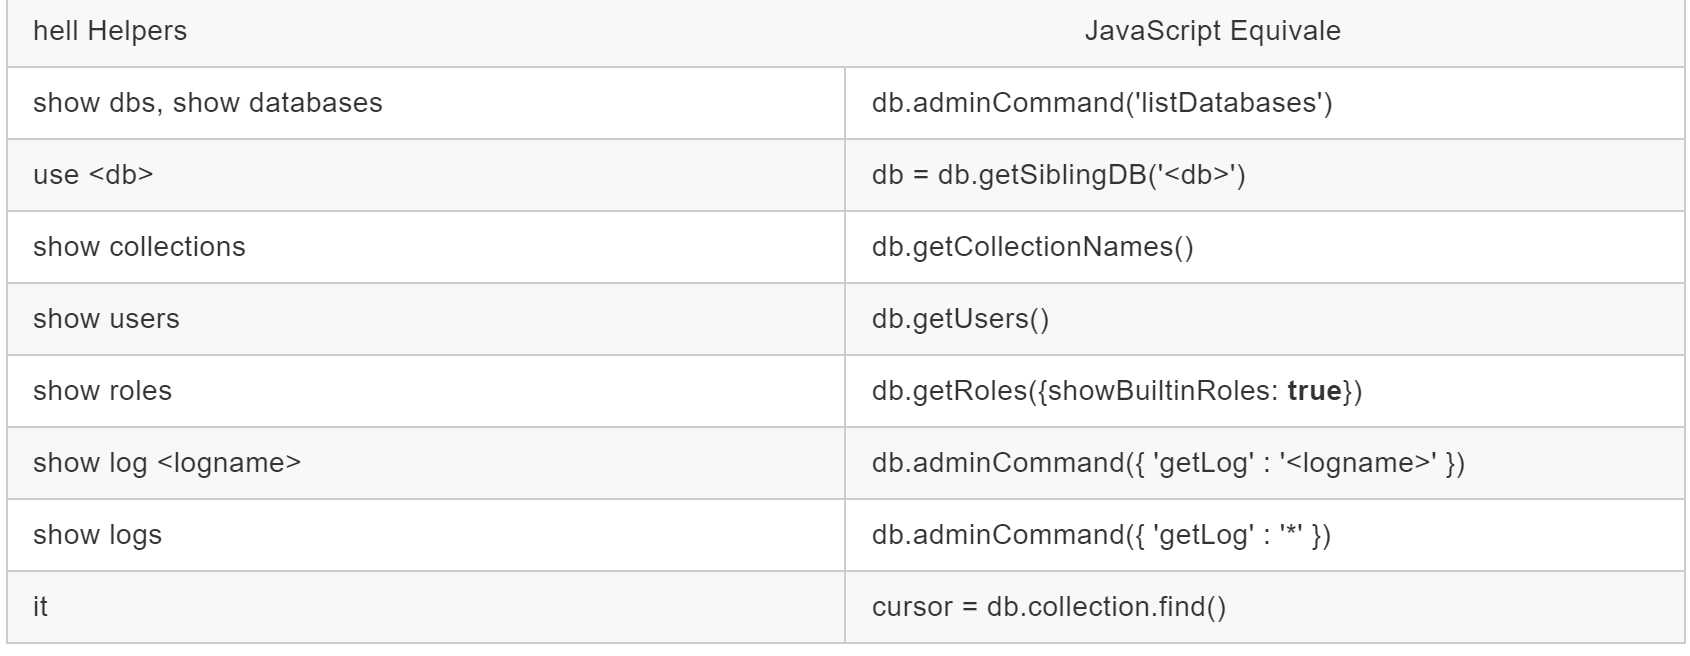 hell Helpers JavaScript Equivale
show dbs, show databases db.adminCommand('listDatabases')
use <db> db = db.getSiblingDB('<db>')
show collections db.getCollectionNames()
show users db.getUsers()
show roles db.getRoles({showBuiltinRoles: true})
show log <logname> db.adminCommand({ 'getLog' : '<logname>' })
show logs db.adminCommand({ 'getLog' : '*' })
it cursor = db.collection.find()